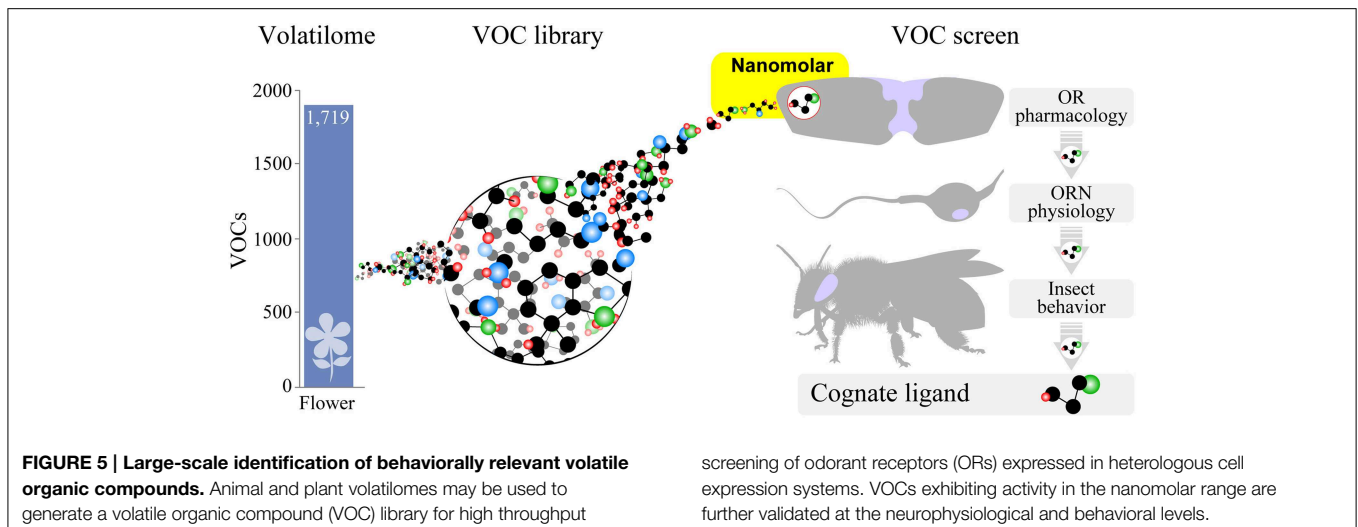 Volatilome
VOC library
VOC screen
Nanomolar
VOCs
2000
1500
1000
500
0
1,719
Flower
OR
pharmacology
ORN
physiology
Insect
behavior
Cognate ligand
FIGURE 5 | Large-scale identification of behaviorally relevant volatile
organic compounds. Animal and plant volatilomes may be used to
generate a volatile organic compound (VOC) library for high throughput
screening of odorant receptors (ORs) expressed in heterologous cell
expression systems. VOCs exhibiting activity in the nanomolar range are
further validated at the neurophysiological and behavioral levels.